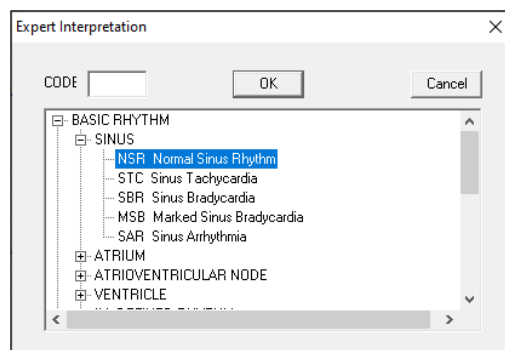 Expert Interpretation
CODE OK Cancel
BASIC RHYTHM
SINUS
NSR Normal Sinus Rhythm
STC Sinus Tachycardia
SBR Sinus Bradycardia
MSB Marked Sinus Bradycardia
SAR Sinus Arrhythmia
ATRIUM
ATRIOVENTRICULAR NODE
VENTRICLE